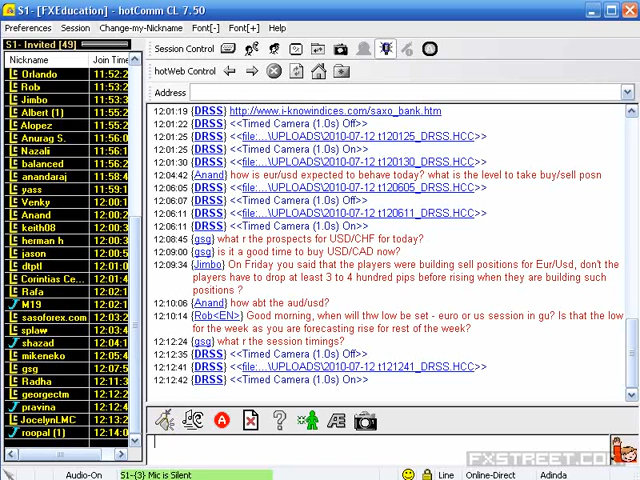 S1- [FXEducation] - hotComm CL 7.50
Preferences Session Change-my-Nickname Font[-] Font[+] Help
S1- Invited [49]
Session Control
Nickname Join Time
hotWeb Control
Address
Orlando 11:52:2
Rob 11:53:2
Jimbo 11:53:2
Albert (1) 11:55:2
Alopez 11:55:2
Anurag S. 11:56:
Nazali 11:56:
balanced 11:56:
anandaraj 11:58:4
yass 11:59:1
Venky 12:00:
Anand 12:00:
keith08 12:00:
herman h 12:00:
jason 12:00:
dtptl 12:01:0
Corintias Ce... 12:01:
Rafa 12:02:1
M19 12:02:1
sasoforex.com 12:02:
splaw 12:03:
shazad 12:04:1
mikeneko 12:05:
gsg 12:07:5
Radha 12:11:3
georgectm 12:12:
pravina 12:12:4
JocelynLMC 12:13:2
roopal (1) 12:14:0
12:01:19 {DRSS} http://www.i-knowindices.com/saxo_bank.htm
12:01:22 {DRSS} <<Timed Camera (1.0s) Off>>
12:01:25 {DRSS} <<file:...\UPLOADS\2010-07-12 t120125_DRSS.HCC>>
12:01:25 {DRSS} <<Timed Camera (1.0s) On>>
12:01:30 {DRSS} <<file:...\UPLOADS\2010-07-12 t120130_DRSS.HCC>>
12:04:42 {Anand} how is eur/usd expected to behave today? what is the level to take buy/sell posn
12:06:05 {DRSS} <<file:...\UPLOADS\2010-07-12 t120605_DRSS.HCC>>
12:06:07 {DRSS} <<Timed Camera (1.0s) Off>>
12:06:11 {DRSS} <<file:...\UPLOADS\2010-07-12 t120611_DRSS.HCC>>
12:06:11 {DRSS} <<Timed Camera (1.0s) On>>
12:08:45 {gsg} what r the prospects for USD/CHF for today?
12:09:00 {gsg} is it a good time to buy USD/CAD now?
12:09:34 {Jimbo} On Friday you said that the players were building sell positions for Eur/Usd, don't the
players have to drop at least 3 to 4 hundred pips before rising when they are building such
positions ?
12:10:06 {Anand} how abt the aud/usd?
12:10:14 {Rob<EN>} Good morning, when will thw low be set - euro or us session in gu? Is that the low
for the week as you are forecasting rise for rest of the week?
12:12:24 {gsg} what r the session timings?
12:12:35 {DRSS} <<Timed Camera (1.0s) Off>>
12:12:41 {DRSS} <<file:...\UPLOADS\2010-07-12 t121241_DRSS.HCC>>
12:12:42 {DRSS} <<Timed Camera (1.0s) On>>
FXSTREET.COM
Audio-On S1-{3} Mic is Silent Line Online-Direct Adinda